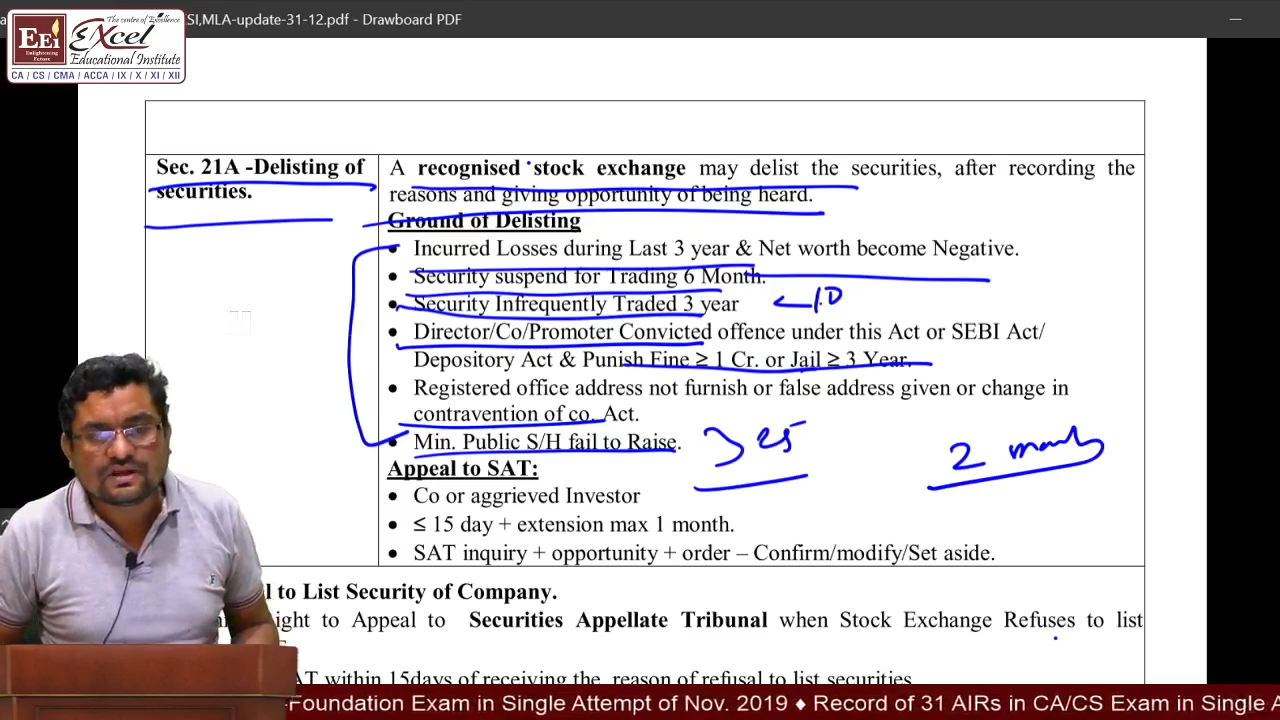 SI,MLA-update-31-12.pdf - Drawboard PDF
The centre of Excellence
EEi EXcel
Enlightening Future
Educational Institute
CA / CS / CMA / ACCA / IX / X / XI / XII
Sec. 21A -Delisting of securities.
A recognised stock exchange may delist the securities, after recording the
reasons and giving opportunity of being heard.
Ground of Delisting
• Incurred Losses during Last 3 year & Net worth become Negative.
• Security suspend for Trading 6 Month.
• Security Infrequently Traded 3 year
10
• Director/Co/Promoter Convicted offence under this Act or SEBI Act/
Depository Act & Punish Fine ≥ 1 Cr. or Jail ≥ 3 Year.
• Registered office address not furnish or false address given or change in
contravention of co. Act.
• Min. Public S/H fail to Raise.
25
2
Appeal to SAT:
• Co or aggrieved Investor
• ≤ 15 day + extension max 1 month.
• SAT inquiry + opportunity + order – Confirm/modify/Set aside.
l to List Security of Company.
ight to Appeal to Securities Appellate Tribunal when Stock Exchange Refuses to list
AT within 15days of receiving the reason of refusal to list securities
-Foundation Exam in Single Attempt of Nov. 2019 ♦ Record of 31 AIRs in CA/CS Exam in Single A